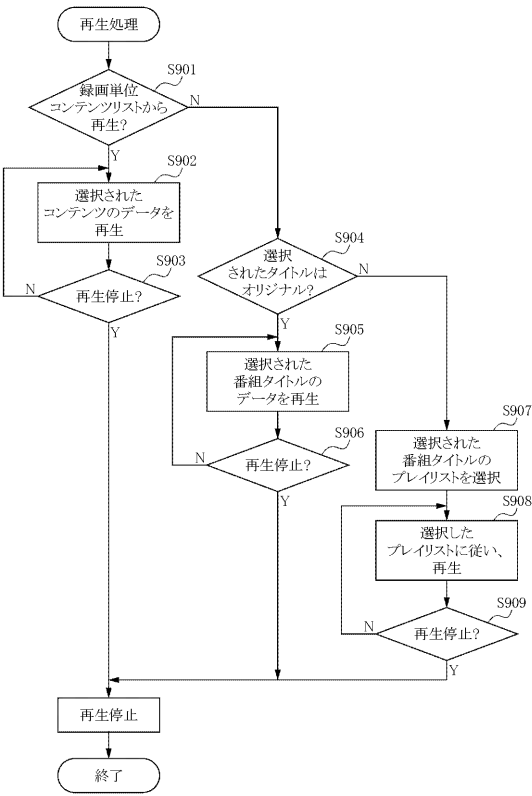 再生処理
S901
録画単位
コンテンツリストから
再生?
N
Y
S902
選択された
コンテンツのデータを
再生
S903
再生停止?
N
Y
S904
選択
されたタイトルは
オリジナル?
N
Y
S905
選択された
番組タイトルの
データを再生
S906
再生停止?
N
Y
S907
選択された
番組タイトルの
プレイリストを選択
S908
選択した
プレイリストに従い、
再生
S909
再生停止?
N
Y
再生停止
終了